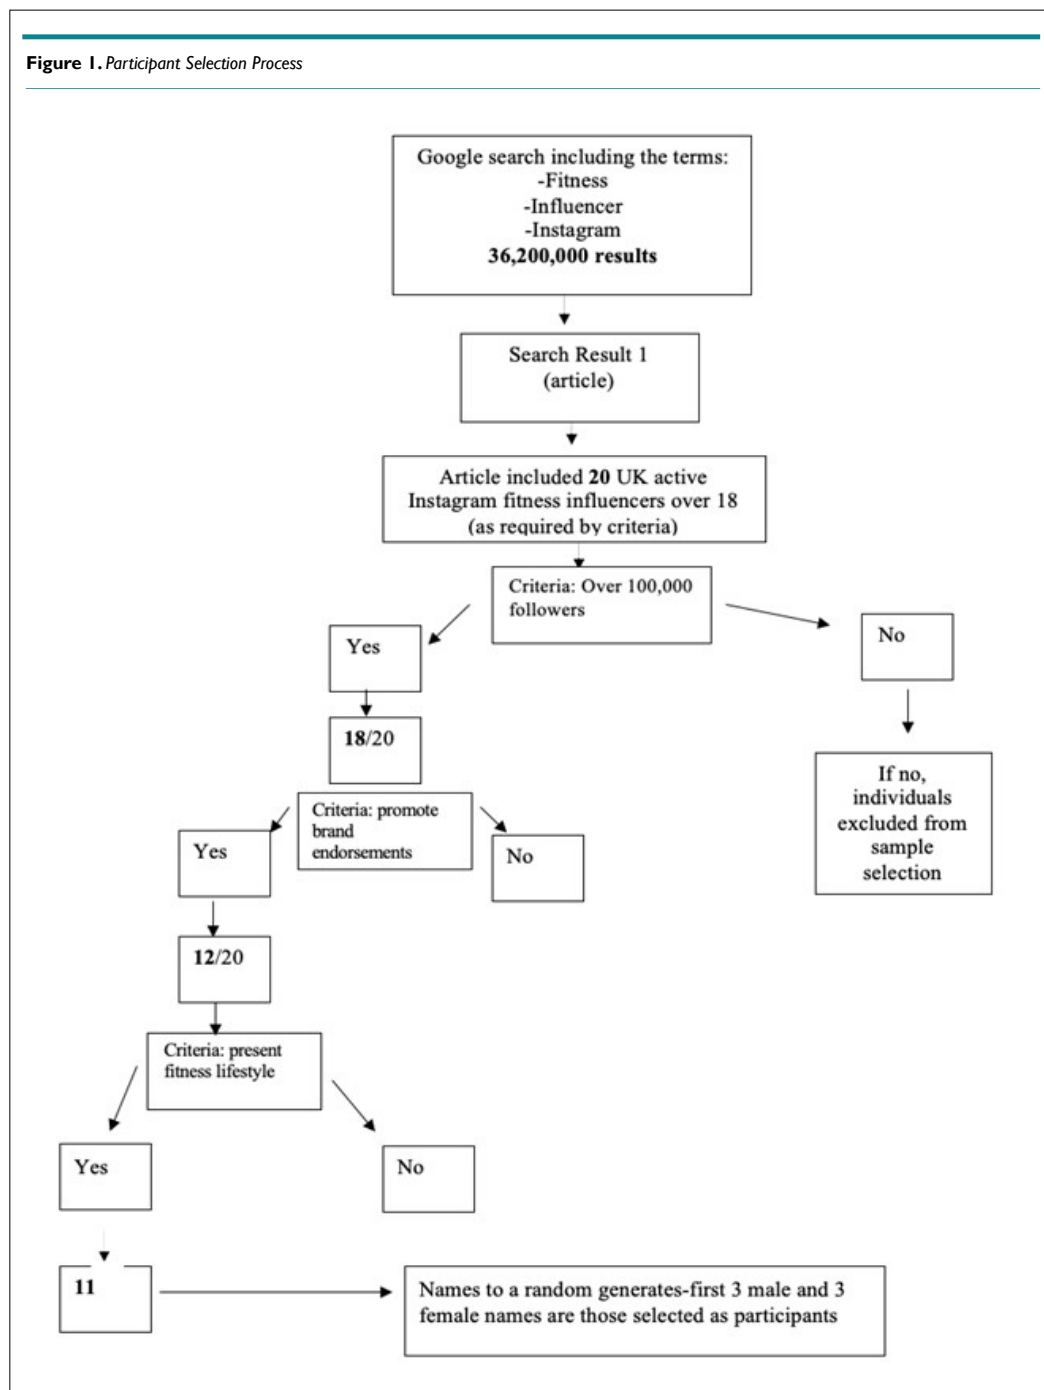 Figure 1. Participant Selection Process
Google search including the terms:
-Fitness
-Influencer
-Instagram
36,200,000 results
Search Result 1
(article)
Article included 20 UK active
Instagram fitness influencers over 18
(as required by criteria)
Criteria: Over 100,000
followers
Yes
No
18/20
If no,
individuals
excluded from
sample
selection
Criteria: promote
brand
endorsements
Yes
No
12/20
Criteria: present
fitness lifestyle
Yes
No
11
Names to a random generates-first 3 male and 3
female names are those selected as participants